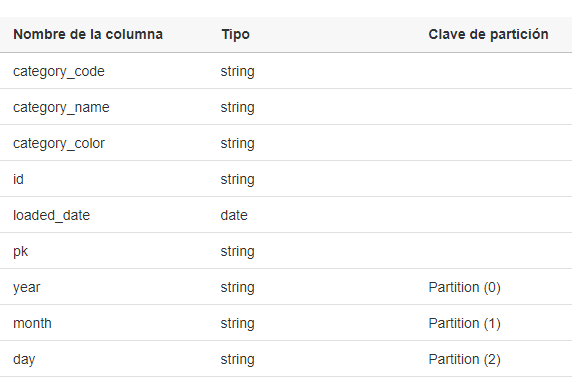 Nombre de la columna Tipo Clave de partición
category_code string
category_name string
category_color string
id string
loaded_date date
pk string
year string Partition (0)
month string Partition (1)
day string Partition (2)